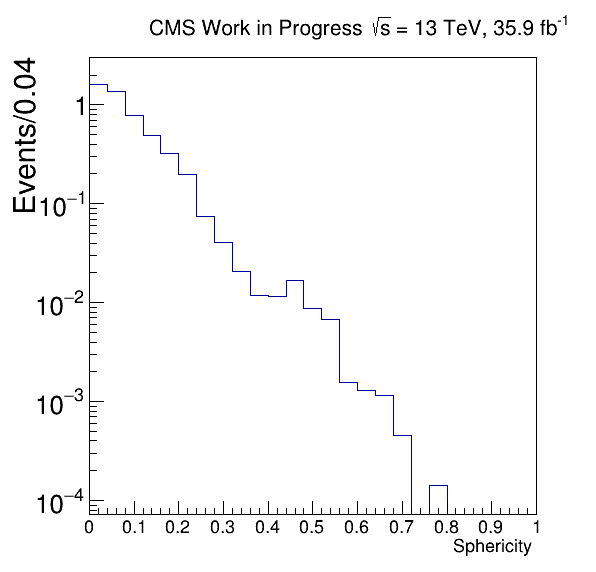 CMS Work in Progress √s = 13 TeV, 35.9 fb⁻¹
Events/0.04
1
10⁻¹
10⁻²
10⁻³
10⁻⁴
0 0.1 0.2 0.3 0.4 0.5 0.6 0.7 0.8 0.9 1
Sphericity